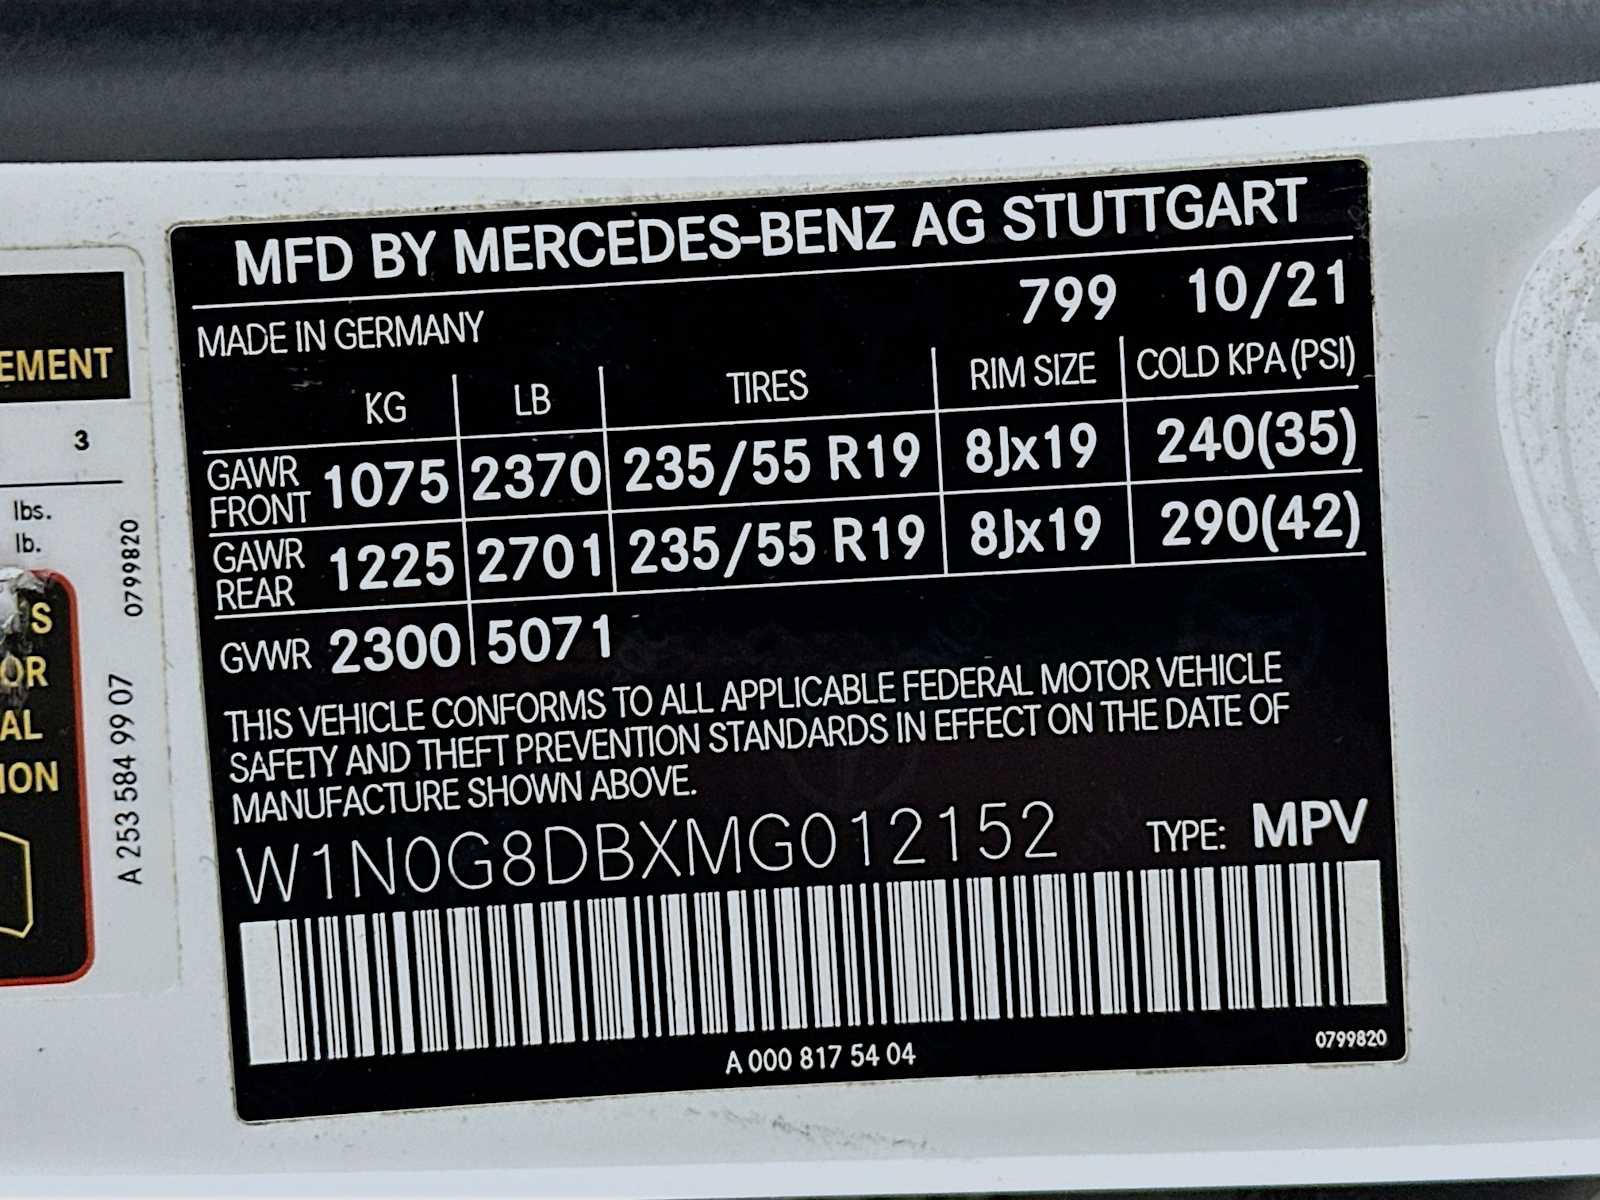 MFD BY MERCEDES-BENZ AG STUTTGART
MADE IN GERMANY 799 10/21
KG LB TIRES RIM SIZE COLD KPA (PSI)
GAWR FRONT 1075 2370 235/55 R19 8Jx19 240(35)
GAWR REAR 1225 2701 235/55 R19 8Jx19 290(42)
GVWR 2300 5071
THIS VEHICLE CONFORMS TO ALL APPLICABLE FEDERAL MOTOR VEHICLE
SAFETY AND THEFT PREVENTION STANDARDS IN EFFECT ON THE DATE OF
MANUFACTURE SHOWN ABOVE.
W1N0G8DBXMG012152 TYPE: MPV
A 000 817 54 04
0799820
EMENT
3
lbs.
lb.
S
OR
AL
ION
0799820
A 253 584 99 07